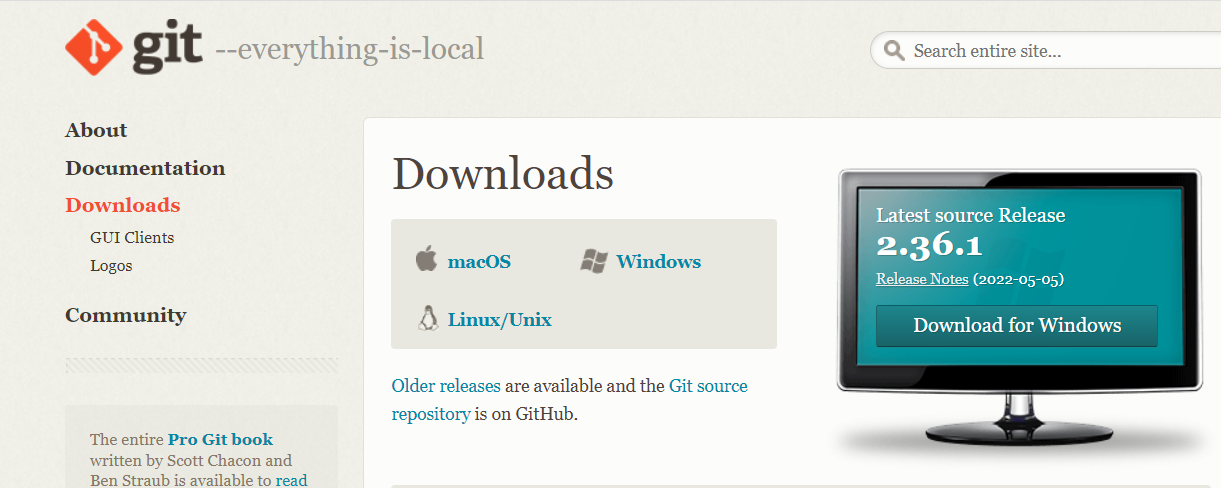 git --everything-is-local
Search entire site...
About
Documentation
Downloads
GUI Clients
Logos
Community
The entire Pro Git book
written by Scott Chacon and
Ben Straub is available to read
Downloads
macOS
Windows
Linux/Unix
Older releases are available and the Git source
repository is on GitHub.
Latest source Release
2.36.1
Release Notes (2022-05-05)
Download for Windows